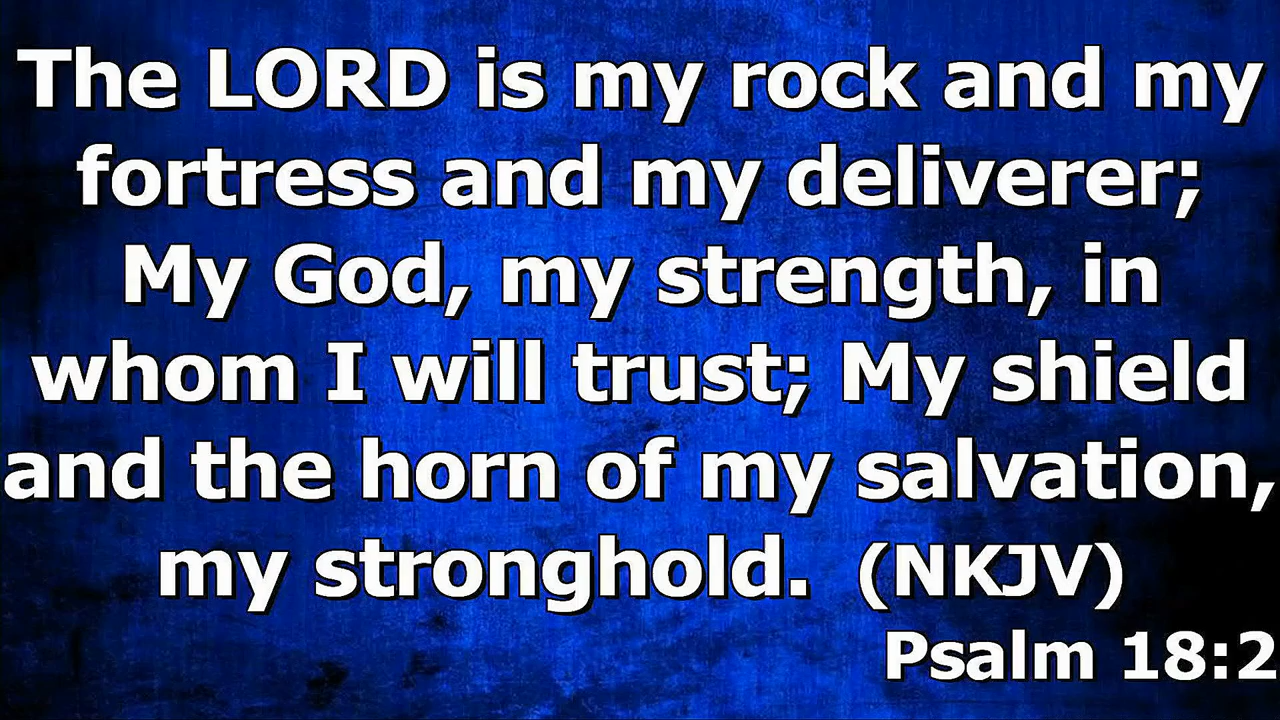 The LORD is my rock and my
fortress and my deliverer;
My God, my strength, in
whom I will trust; My shield
and the horn of my salvation,
my stronghold. (NKJV)
Psalm 18:2